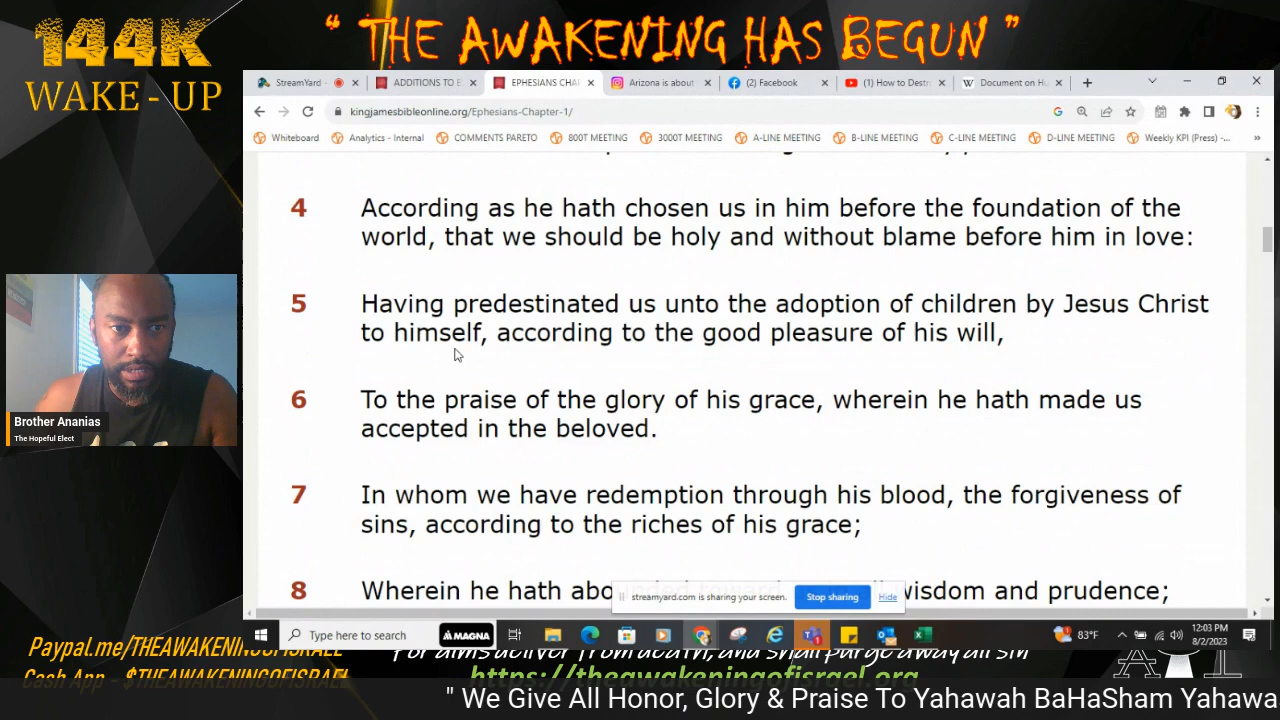 144K
WAKE - UP
“ THE AWAKENING HAS BEGUN ”
StreamYard -
ADDITIONS TO E
EPHESIANS CHA
Arizona is about
(2) Facebook
(1) How to Destr
Document on Hu
kingjamesbibleonline.org/Ephesians-Chapter-1/
Whiteboard
Analytics - Internal
COMMENTS PARETO
800T MEETING
3000T MEETING
A-LINE MEETING
B-LINE MEETING
C-LINE MEETING
D-LINE MEETING
Weekly KPI (Press) -...
4 According as he hath chosen us in him before the foundation of the
world, that we should be holy and without blame before him in love:
5 Having predestinated us unto the adoption of children by Jesus Christ
to himself, according to the good pleasure of his will,
6 To the praise of the glory of his grace, wherein he hath made us
accepted in the beloved.
7 In whom we have redemption through his blood, the forgiveness of
sins, according to the riches of his grace;
8 Wherein he hath wisdom and prudence;
streamyard.com is sharing your screen.
Stop sharing
Hide
Brother Ananias
The Hopeful Elect
Type here to search
MAGNA
83°F
12:03 PM
8/2/2023
Paypal.me/THEAWAKENINGOFISRAEL
Cash App - $THEAWAKENINGOFISRAEL
For alms deliver from death, and shall purge away all sin
https://theawakeningofisrael.org
" We Give All Honor, Glory & Praise To Yahawah BaHaSham Yahawa